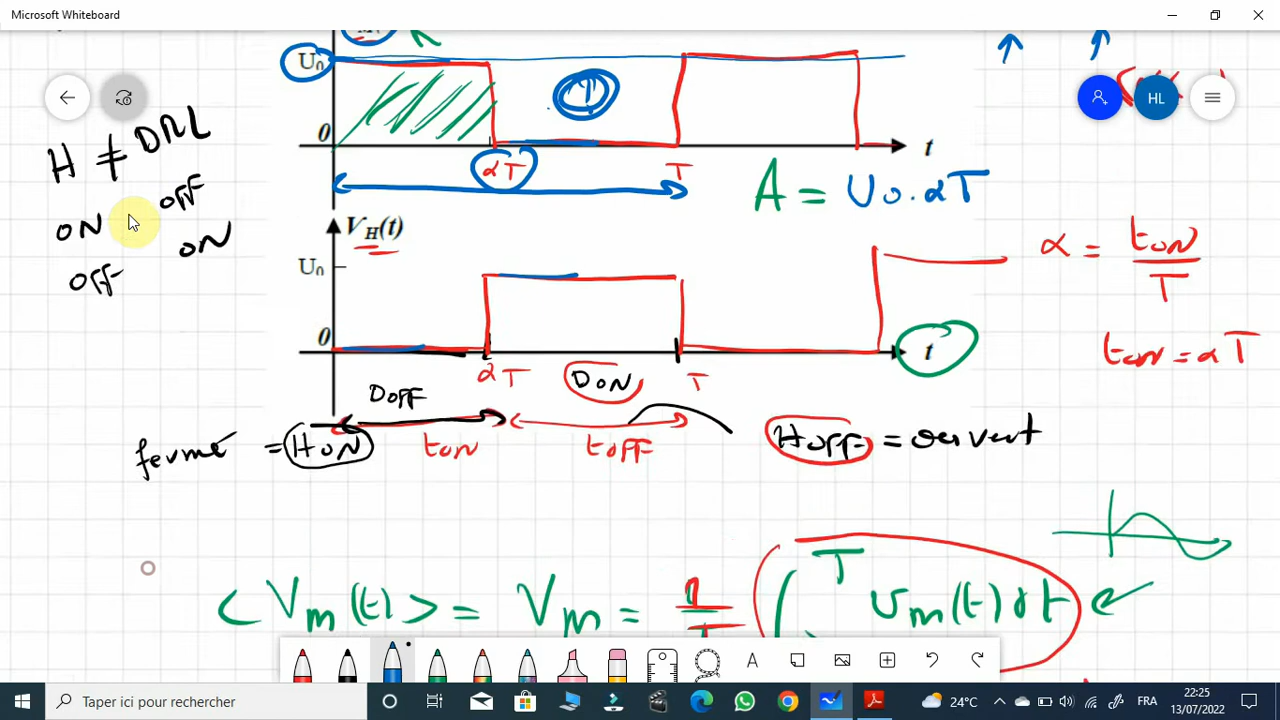 Microsoft Whiteboard
U₀
0
αT
T
t
A = U0.αT
HL
H ≠ DRL
ON OFF
OFF ON
V_H(t)
U₀
0
αT
T
t
α = ton/T
ton = αT
DOFF
DON
fermé = HON
ton
toFF
HOFF = ouvert
<Vm(t)> = Vm = 1/T ∫ T vm(t) dt
A
Taper ici pour rechercher
24°C
FRA
22:25
13/07/2022